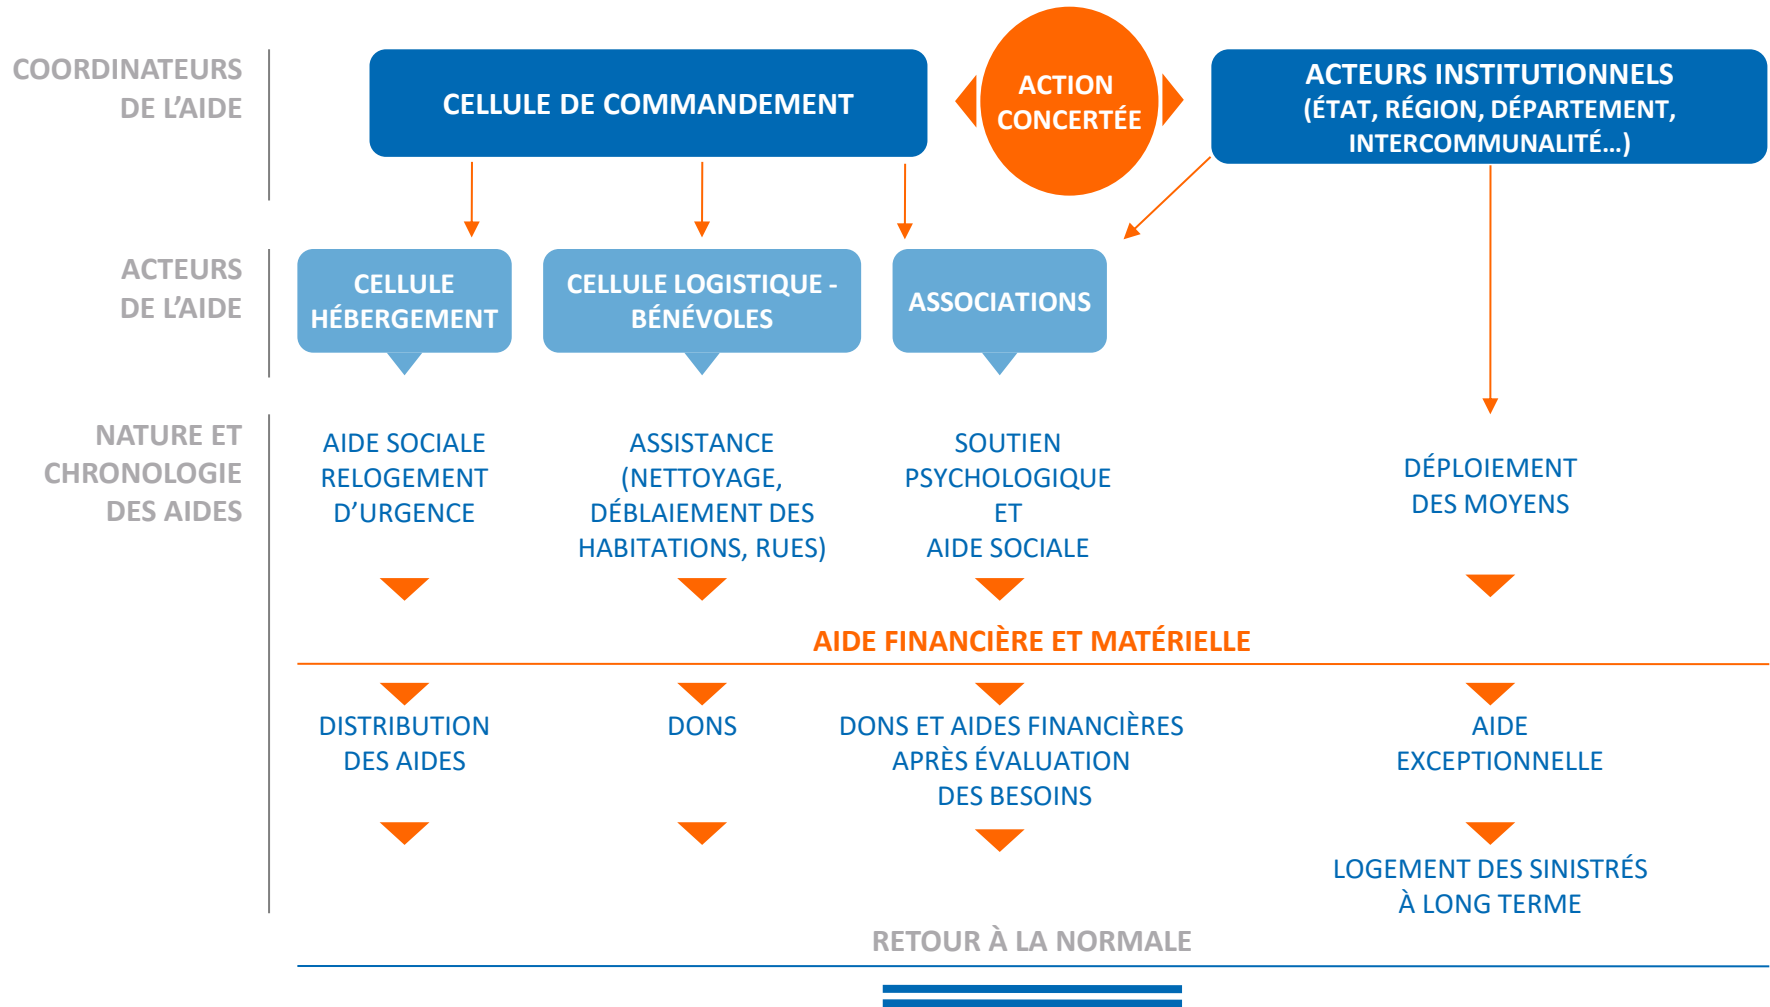 COORDINATEURS
DE L’AIDE
CELLULE DE COMMANDEMENT
ACTION
CONCERTÉE
ACTEURS INSTITUTIONNELS
(ÉTAT, RÉGION, DÉPARTEMENT,
INTERCOMMUNALITÉ…)
ACTEURS
DE L’AIDE
CELLULE
HÉBERGEMENT
CELLULE LOGISTIQUE -
BÉNÉVOLES
ASSOCIATIONS
NATURE ET
CHRONOLOGIE
DES AIDES
AIDE SOCIALE
RELOGEMENT
D’URGENCE
ASSISTANCE
(NETTOYAGE,
DÉBLAIEMENT DES
HABITATIONS, RUES)
SOUTIEN
PSYCHOLOGIQUE
ET
AIDE SOCIALE
DÉPLOIEMENT
DES MOYENS
AIDE FINANCIÈRE ET MATÉRIELLE
DISTRIBUTION
DES AIDES
DONS
DONS ET AIDES FINANCIÈRES
APRÈS ÉVALUATION
DES BESOINS
AIDE
EXCEPTIONNELLE
LOGEMENT DES SINISTRÉS
À LONG TERME
RETOUR À LA NORMALE